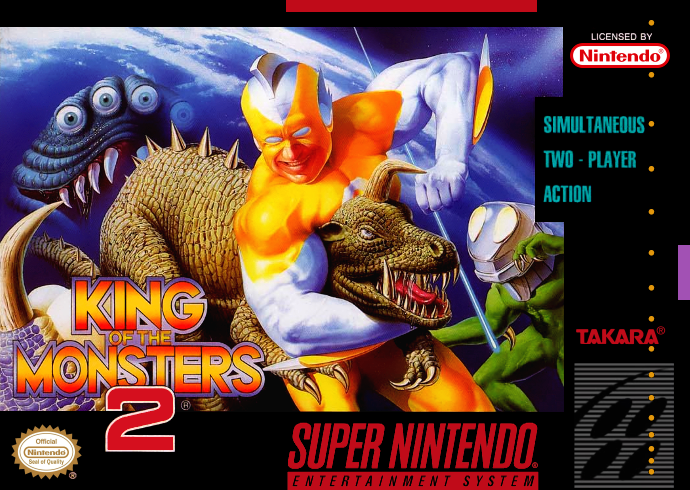 LICENSED BY
Nintendo®
SIMULTANEOUS
TWO - PLAYER
ACTION
KING
OF THE
MONSTERS
2®
TAKARA®
Official
Nintendo
Seal of Quality
®
SUPER NINTENDO®
ENTERTAINMENT SYSTEM